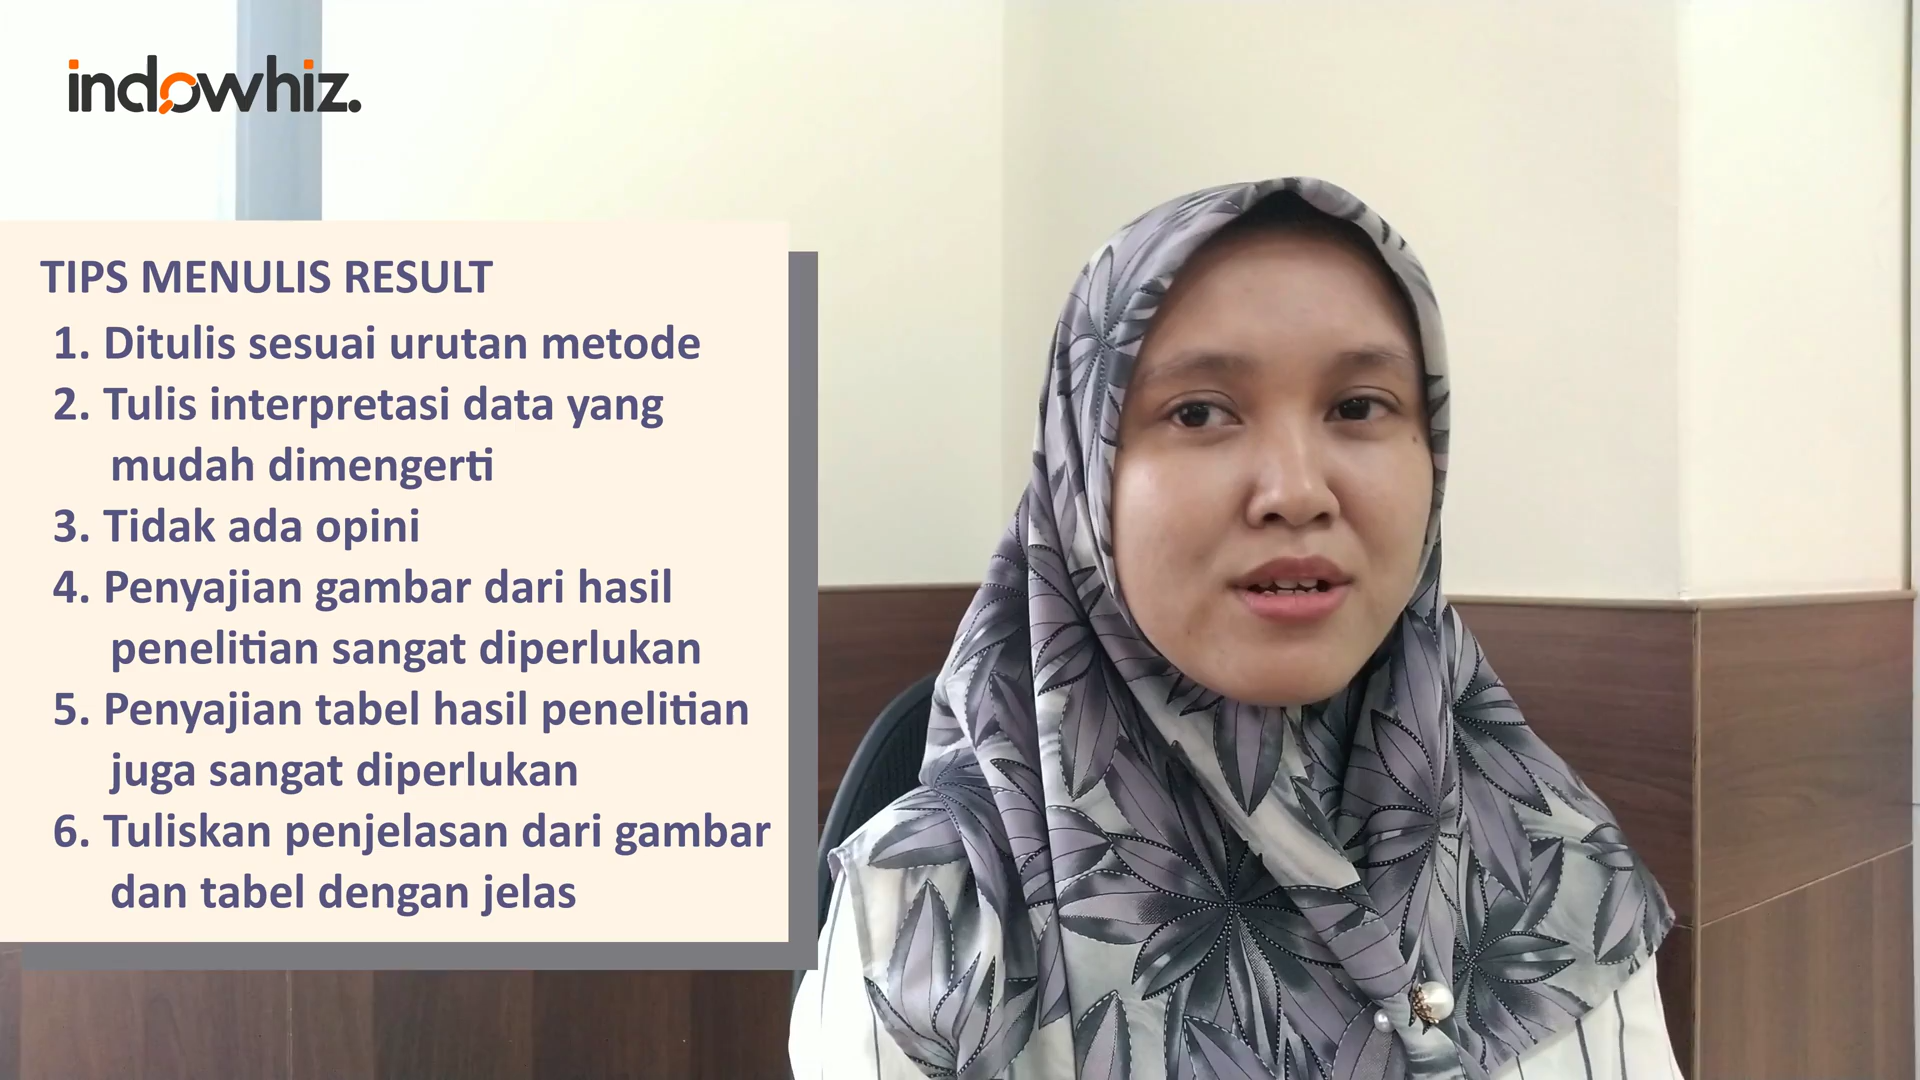 indowhiz.
TIPS MENULIS RESULT
1. Ditulis sesuai urutan metode
2. Tulis interpretasi data yang
mudah dimengerti
3. Tidak ada opini
4. Penyajian gambar dari hasil
penelitian sangat diperlukan
5. Penyajian tabel hasil penelitian
juga sangat diperlukan
6. Tuliskan penjelasan dari gambar
dan tabel dengan jelas